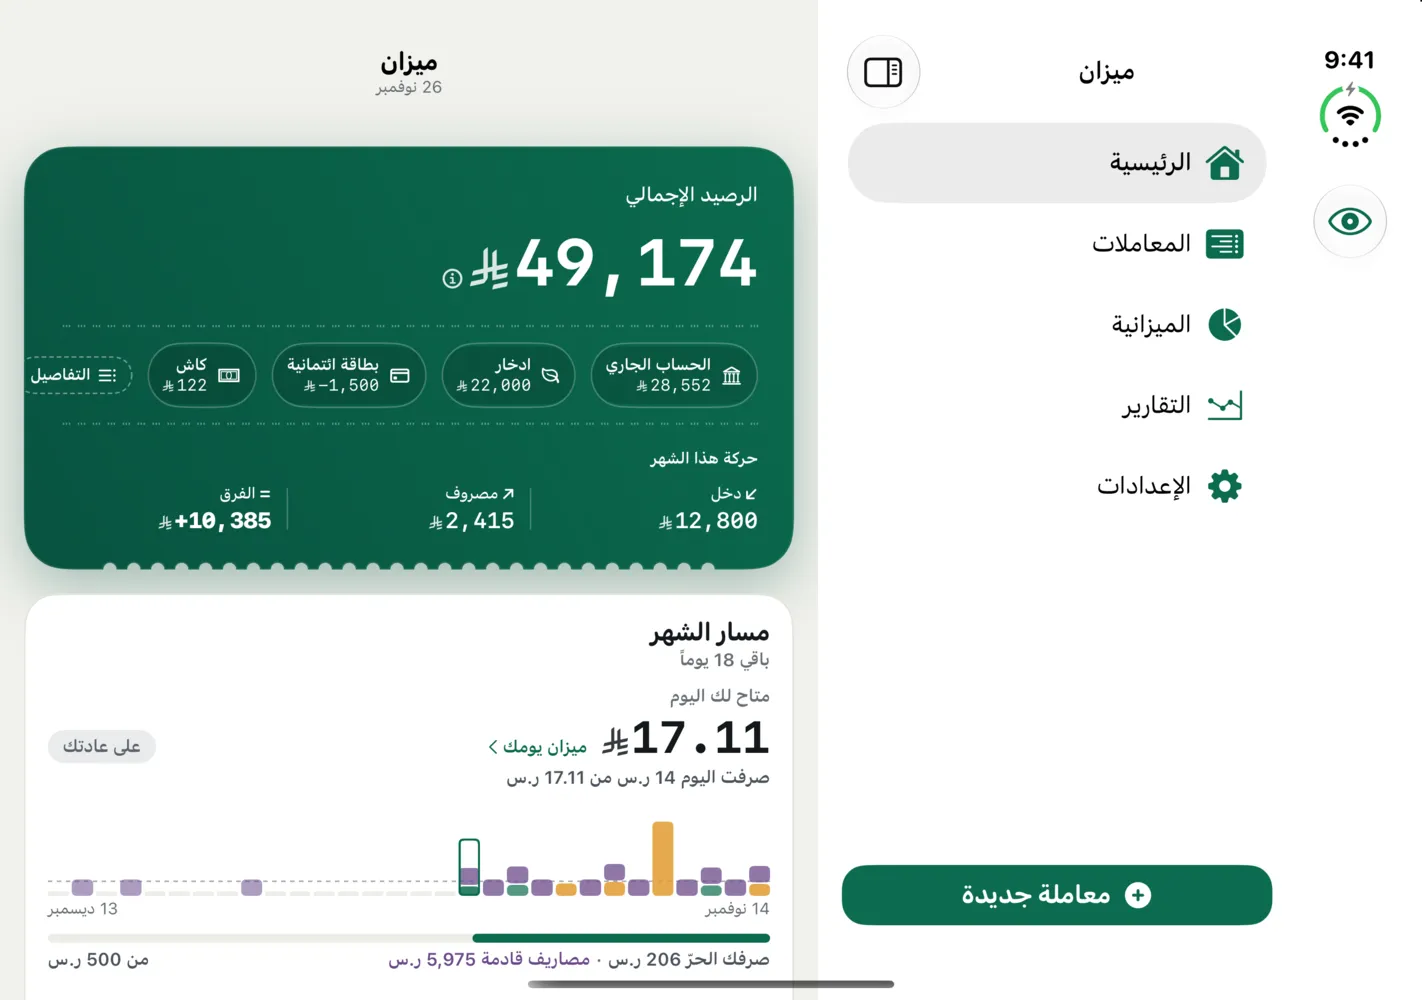 9:41
ميزان
الرئيسية
المعاملات
الميزانية
التقارير
الإعدادات
معاملة جديدة
ميزان
26 نوفمبر
الرصيد الإجمالي
49,174
الحساب الجاري
28,552
ادخار
22,000
بطاقة ائتمانية
−1,500
كاش
122
التفاصيل
حركة هذا الشهر
↙ دخل
12,800
↗ مصروف
2,415
= الفرق
+10,385
مسار الشهر
باقي 18 يوماً
متاح لك اليوم
17.11
ميزان يومك
على عادتك
صرفت اليوم 14 ر.س من 17.11 ر.س
14 نوفمبر
13 ديسمبر
صرفك الحرّ 206 ر.س · مصاريف قادمة 5,975 ر.س
من 500 ر.س